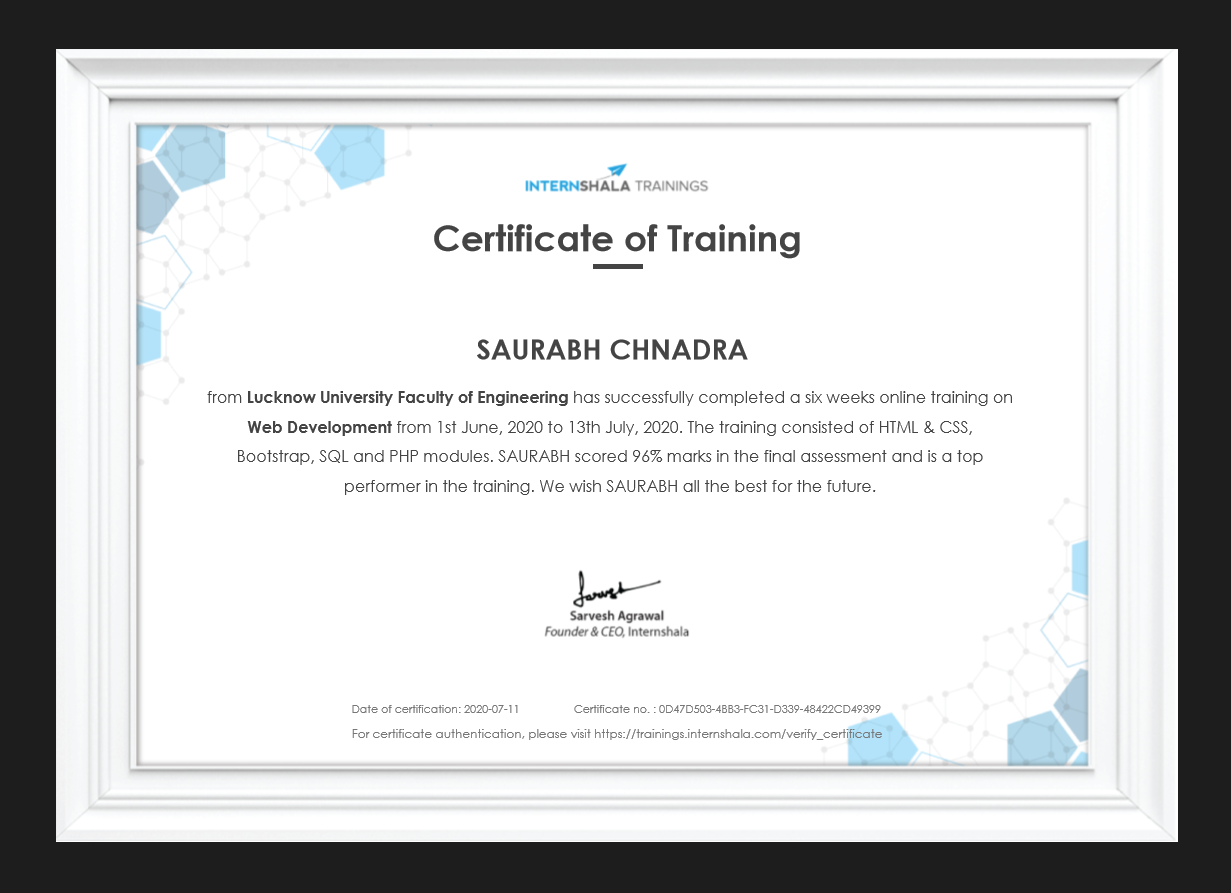 INTERNSHALA TRAININGS
Certificate of Training
SAURABH CHNADRA
from Lucknow University Faculty of Engineering has successfully completed a six weeks online training on
Web Development from 1st June, 2020 to 13th July, 2020. The training consisted of HTML & CSS,
Bootstrap, SQL and PHP modules. SAURABH scored 96% marks in the final assessment and is a top
performer in the training. We wish SAURABH all the best for the future.
Sarvesh
Sarvesh Agrawal
Founder & CEO, Internshala
Date of certification: 2020-07-11 Certificate no. : 0D47D503-4BB3-FC31-D339-48422CD49399
For certificate authentication, please visit https://trainings.internshala.com/verify_certificate